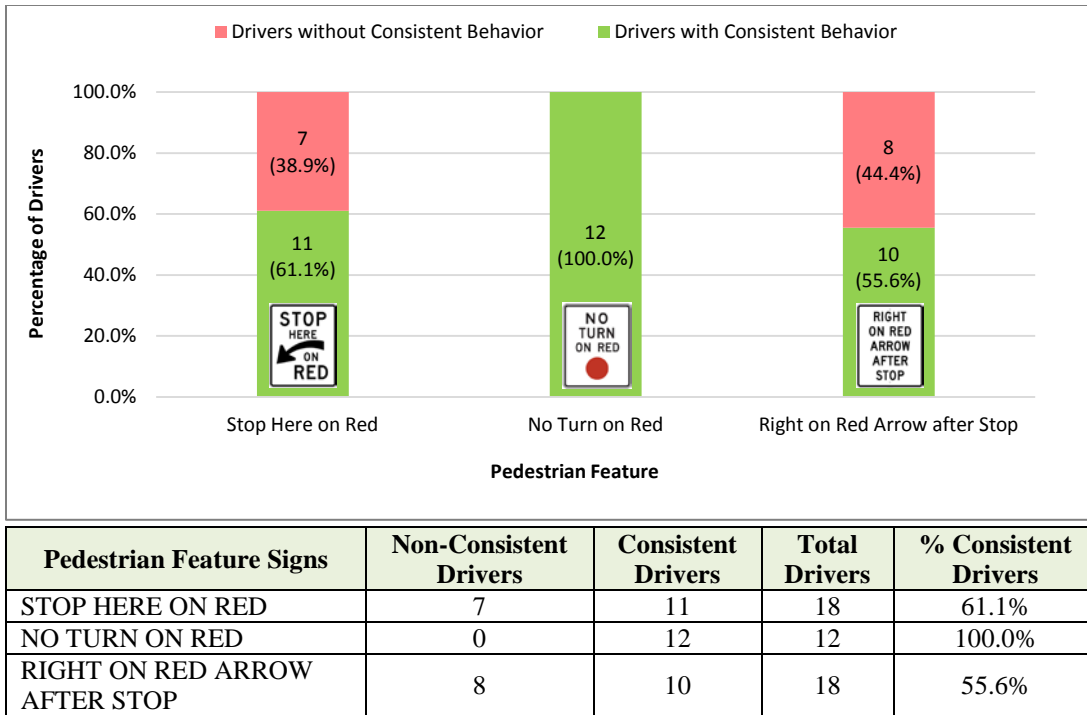 Drivers without Consistent Behavior
Drivers with Consistent Behavior
100.0%
80.0%
60.0%
40.0%
20.0%
0.0%
Percentage of Drivers
7
(38.9%)
11
(61.1%)
STOP
HERE
ON
RED
12
(100.0%)
NO
TURN
ON RED
8
(44.4%)
10
(55.6%)
RIGHT
ON RED
ARROW
AFTER
STOP
Stop Here on Red
No Turn on Red
Right on Red Arrow after Stop
Pedestrian Feature
Pedestrian Feature Signs
Non-Consistent
Drivers
Consistent
Drivers
Total
Drivers
% Consistent
Drivers
STOP HERE ON RED
7
11
18
61.1%
NO TURN ON RED
0
12
12
100.0%
RIGHT ON RED ARROW
AFTER STOP
8
10
18
55.6%